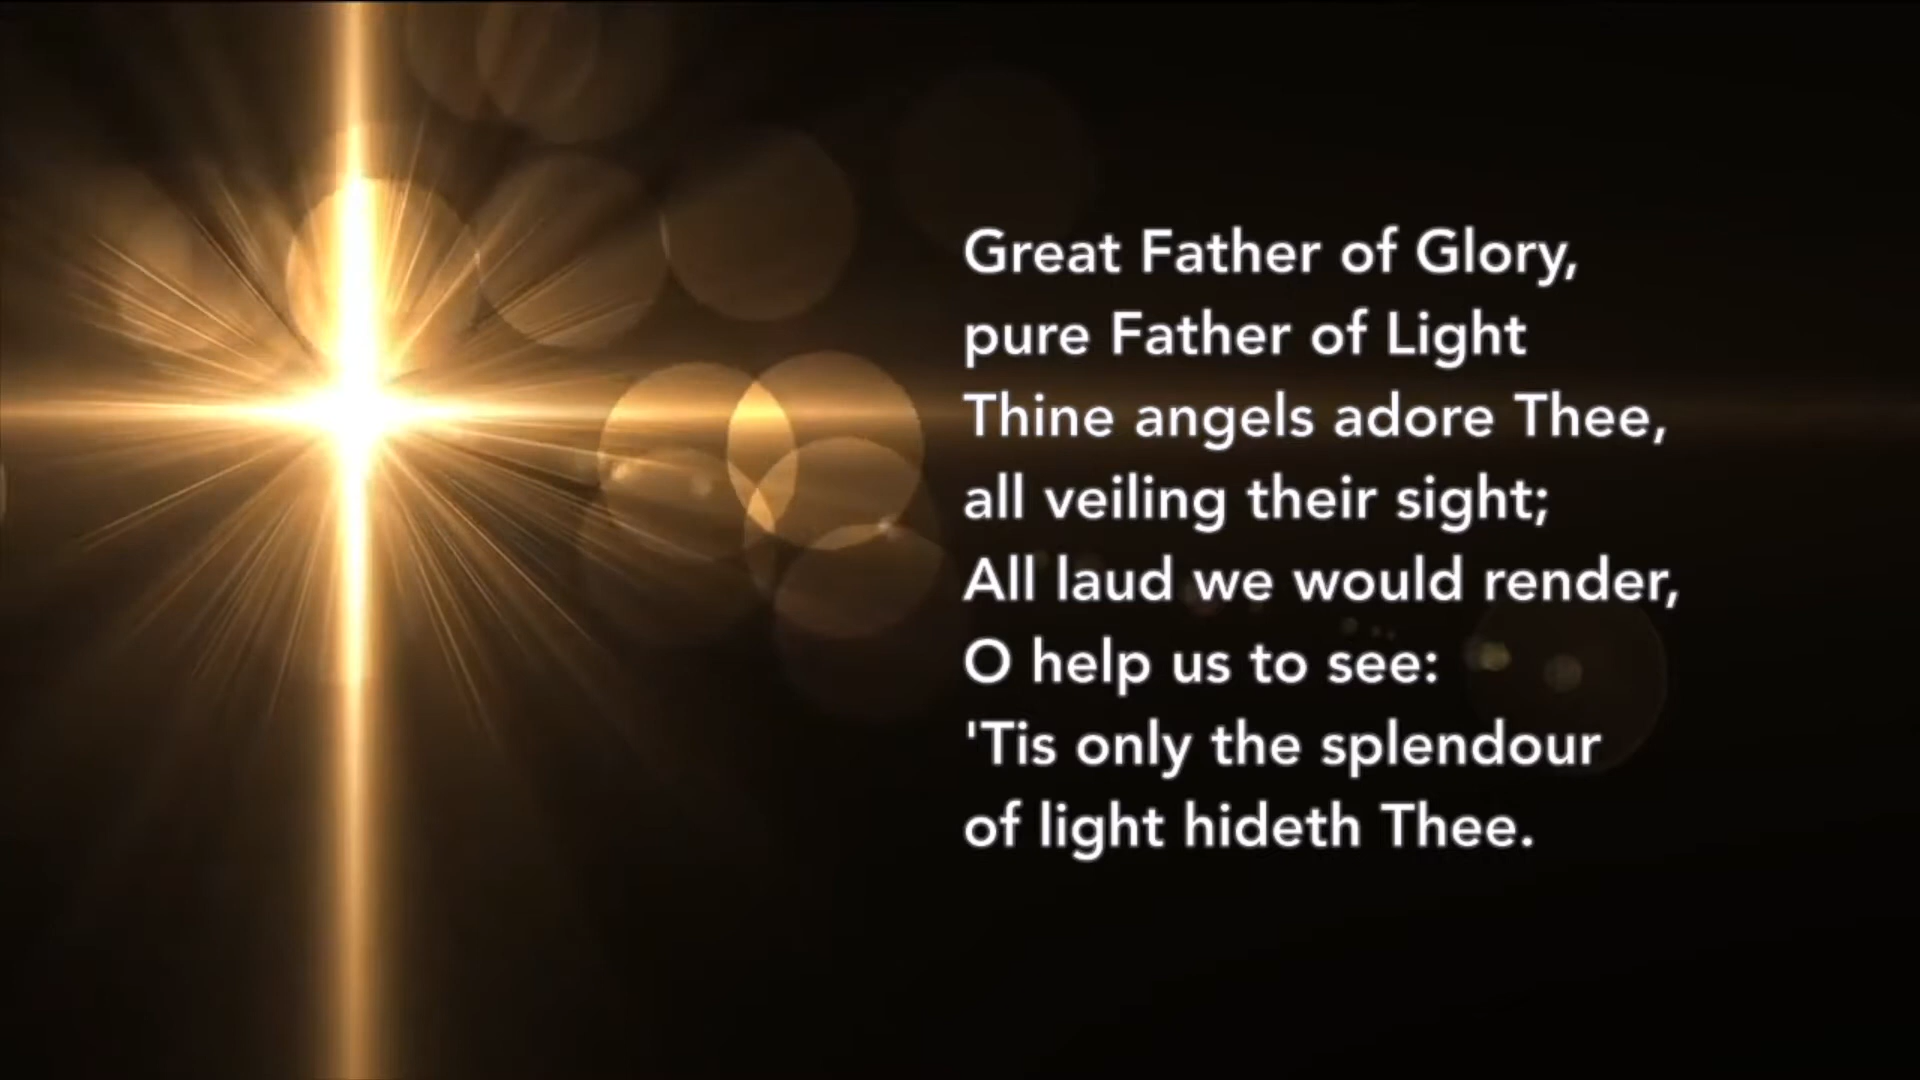 Great Father of Glory,
pure Father of Light
Thine angels adore Thee,
all veiling their sight;
All laud we would render,
O help us to see:
'Tis only the splendour
of light hideth Thee.